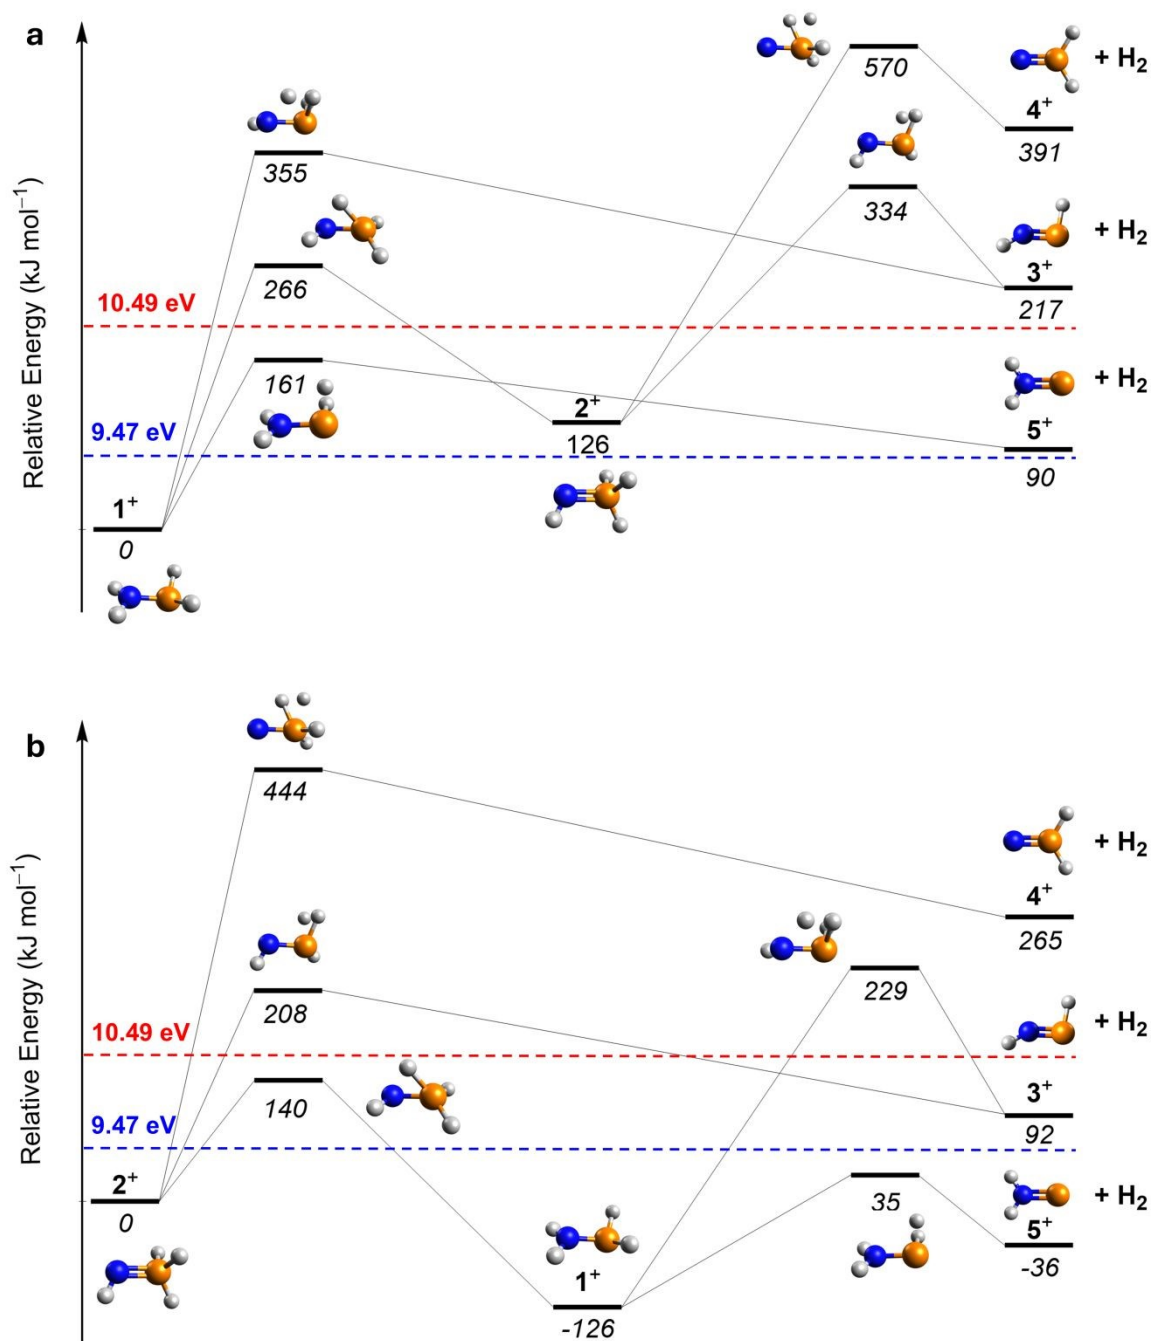 a
Relative Energy (kJ mol⁻¹)
570
+ H₂
4⁺
391
355
334
+ H₂
3⁺
217
266
10.49 eV
161
+ H₂
5⁺
90
2⁺
126
9.47 eV
1⁺
0
b
Relative Energy (kJ mol⁻¹)
444
+ H₂
4⁺
265
229
208
+ H₂
3⁺
92
10.49 eV
140
9.47 eV
2⁺
0
35
+ H₂
5⁺
-36
1⁺
-126